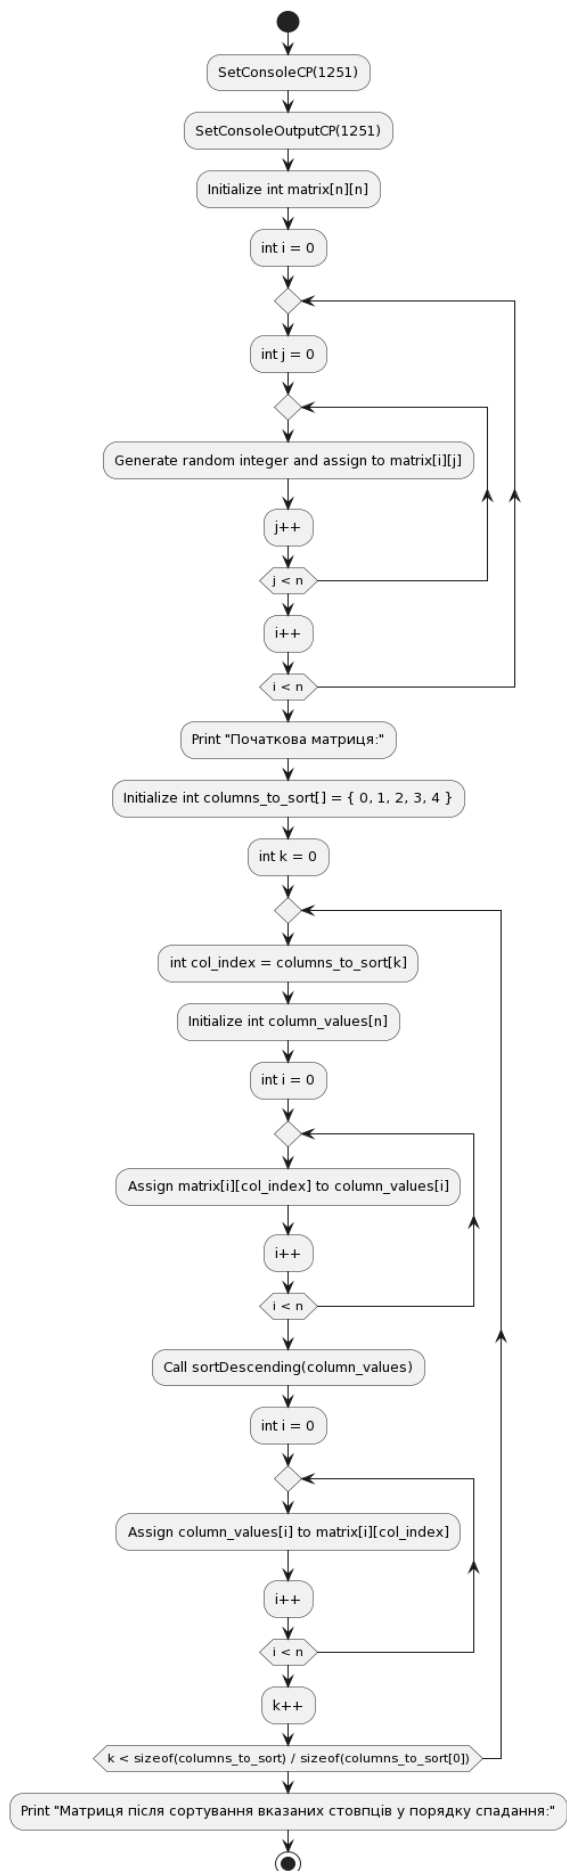 SetConsoleCP(1251)
SetConsoleOutputCP(1251)
Initialize int matrix[n][n]
int i = 0
int j = 0
Generate random integer and assign to matrix[i][j]
j++
j < n
i++
i < n
Print "Початкова матриця:"
Initialize int columns_to_sort[] = { 0, 1, 2, 3, 4 }
int k = 0
int col_index = columns_to_sort[k]
Initialize int column_values[n]
int i = 0
Assign matrix[i][col_index] to column_values[i]
i++
i < n
Call sortDescending(column_values)
int i = 0
Assign column_values[i] to matrix[i][col_index]
i++
i < n
k++
k < sizeof(columns_to_sort) / sizeof(columns_to_sort[0])
Print "Матриця після сортування вказаних стовпців у порядку спадання:"